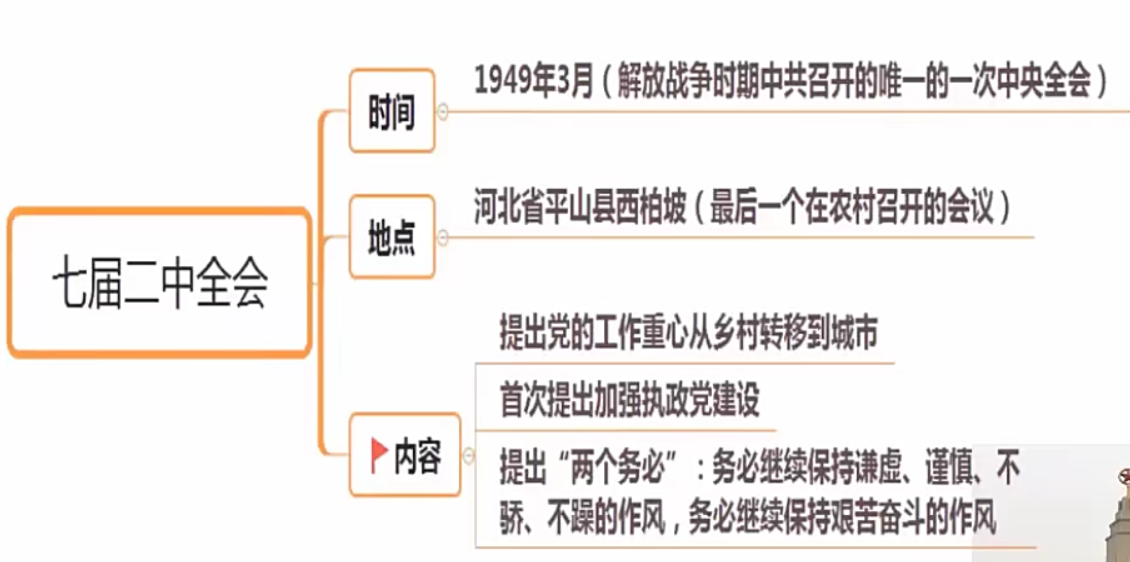 七届二中全会
时间
1949年3月（解放战争时期中共召开的唯一的一次中央全会）
地点
河北省平山县西柏坡（最后一个在农村召开的会议）
内容
提出党的工作重心从乡村转移到城市
首次提出加强执政党建设
提出“两个务必”：务必继续保持谦虚、谨慎、不
骄、不躁的作风，务必继续保持艰苦奋斗的作风